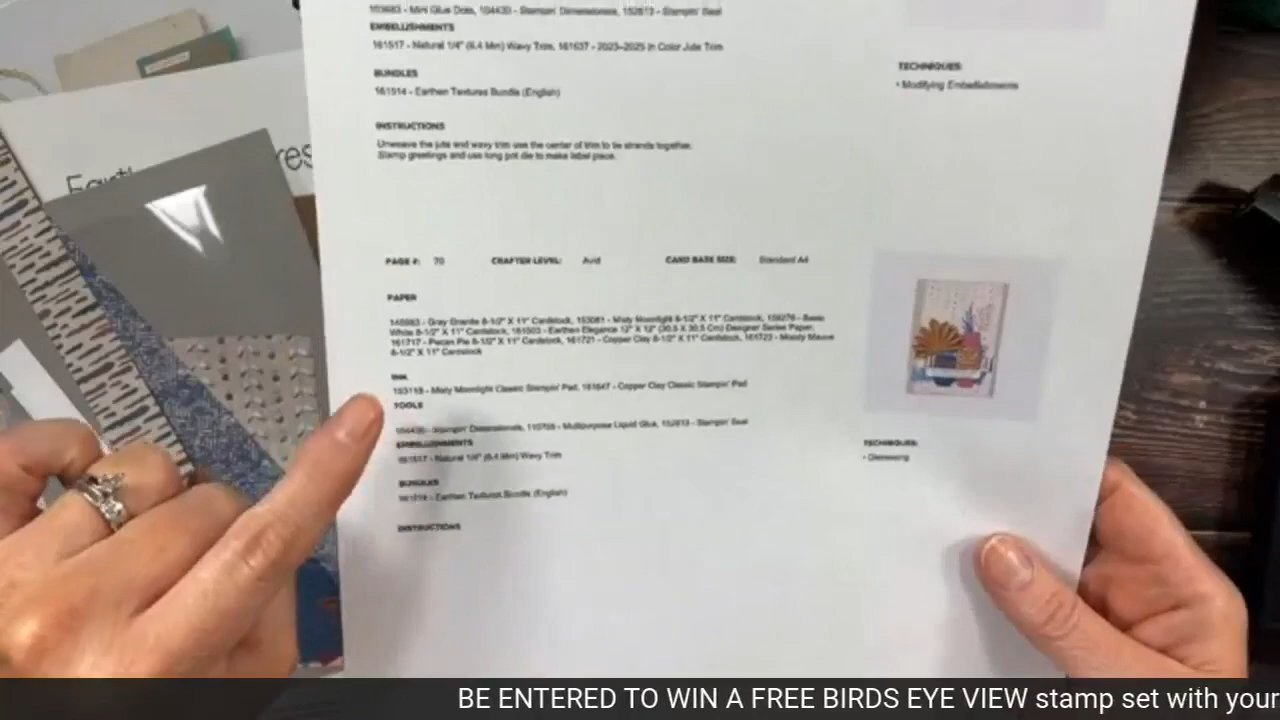 103683 - Mini Glue Dots, 104430 - Stampin' Dimensionals, 152813 - Stampin' Seal
EMBELLISHMENTS
161517 - Natural 1/4" (6.4 Mm) Wavy Trim, 161637 - 2023–2025 In Color Jute Trim
BUNDLES
161514 - Earthen Textures Bundle (English)
INSTRUCTIONS
Unweave the jute and wavy trim use the center of trim to tie strands together.
Stamp greetings and use long pot die to make label piece.
TECHNIQUES:
• Modifying Embellishments
PAGE #: 70 CRAFTER LEVEL: Avid CARD BASE SIZE: Standard A4
PAPER
146983 - Gray Granite 8-1/2" X 11" Cardstock, 153081 - Misty Moonlight 8-1/2" X 11" Cardstock, 159276 - Basic
White 8-1/2" X 11" Cardstock, 161503 - Earthen Elegance 12" X 12" (30.5 X 30.5 Cm) Designer Series Paper,
161717 - Pecan Pie 8-1/2" X 11" Cardstock, 161721 - Copper Clay 8-1/2" X 11" Cardstock, 161723 - Moody Mauve
8-1/2" X 11" Cardstock
INK
153118 - Misty Moonlight Classic Stampin' Pad, 161647 - Copper Clay Classic Stampin' Pad
TOOLS
104430 - Stampin' Dimensionals, 110755 - Multipurpose Liquid Glue, 152813 - Stampin' Seal
EMBELLISHMENTS
161517 - Natural 1/4" (6.4 Mm) Wavy Trim
BUNDLES
161514 - Earthen Textures Bundle (English)
INSTRUCTIONS
TECHNIQUES:
BE ENTERED TO WIN A FREE BIRDS EYE VIEW stamp set with your